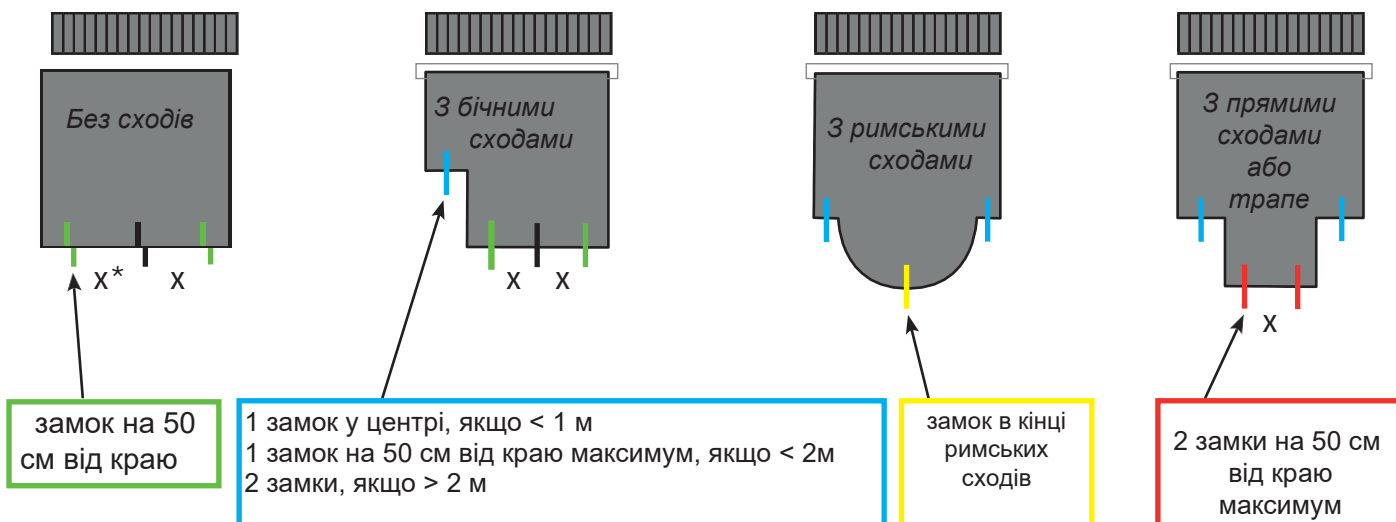 Без сходів
З бічними
сходами
З римськими
сходами
З прямими
сходами
або
трапе
x* x
x x
x
замок на 50
см від краю
1 замок у центрі, якщо < 1 м
1 замок на 50 см від краю максимум, якщо < 2м
2 замки, якщо > 2 м
замок в кінці
римських
сходів
2 замки на 50 см
від краю
максимум